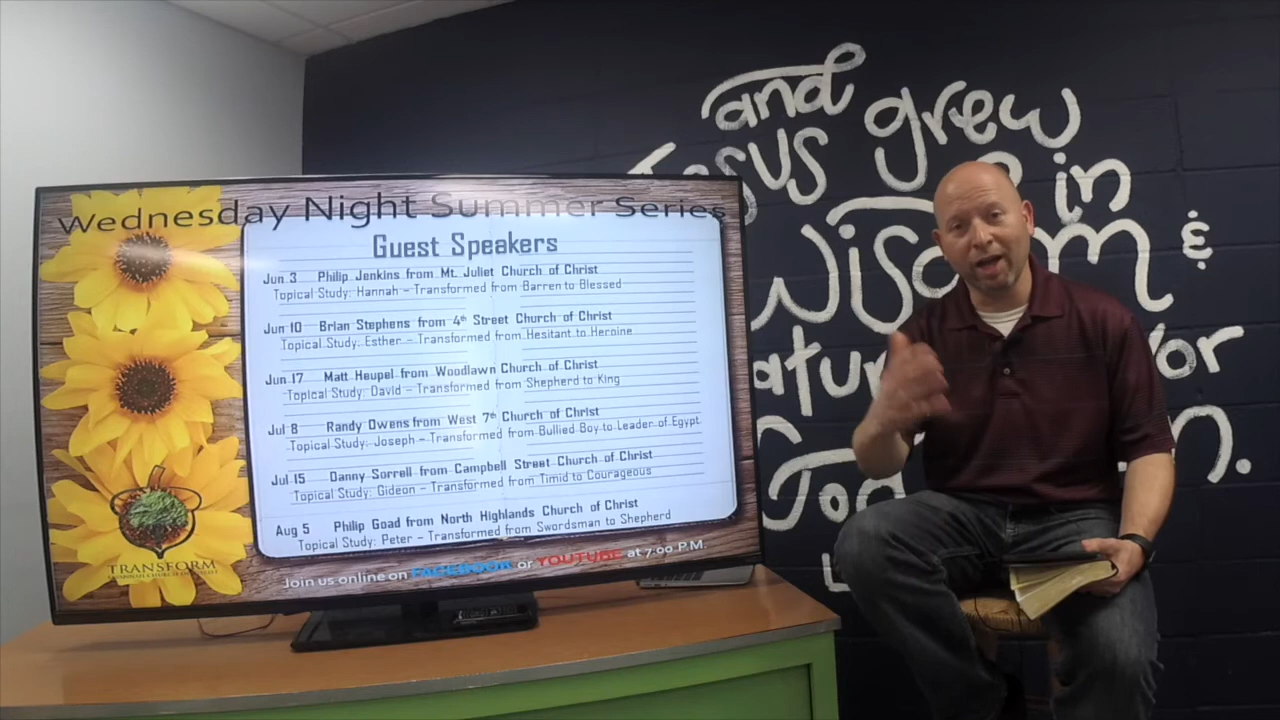 Wednesday Night Summer Series
Guest Speakers
Jun 3 Philip Jenkins from Mt. Juliet Church of Christ
Topical Study: Hannah – Transformed from Barren to Blessed
Jun 10 Brian Stephens from 4th Street Church of Christ
Topical Study: Esther – Transformed from Hesitant to Heroine
Jun 17 Matt Heupel from Woodlawn Church of Christ
Topical Study: David – Transformed from Shepherd to King
Jul 8 Randy Owens from West 7th Church of Christ
Topical Study: Joseph – Transformed from Bullied Boy to Leader of Egypt
Jul 15 Danny Sorrell from Campbell Street Church of Christ
Topical Study: Gideon – Transformed from Timid to Courageous
Aug 5 Philip Goad from North Highlands Church of Christ
Topical Study: Peter – Transformed from Swordsman to Shepherd
TRANSFORM
Join us online on FACEBOOK or YOUTUBE at 7:00 P.M.
and
Jesus grew
in
&